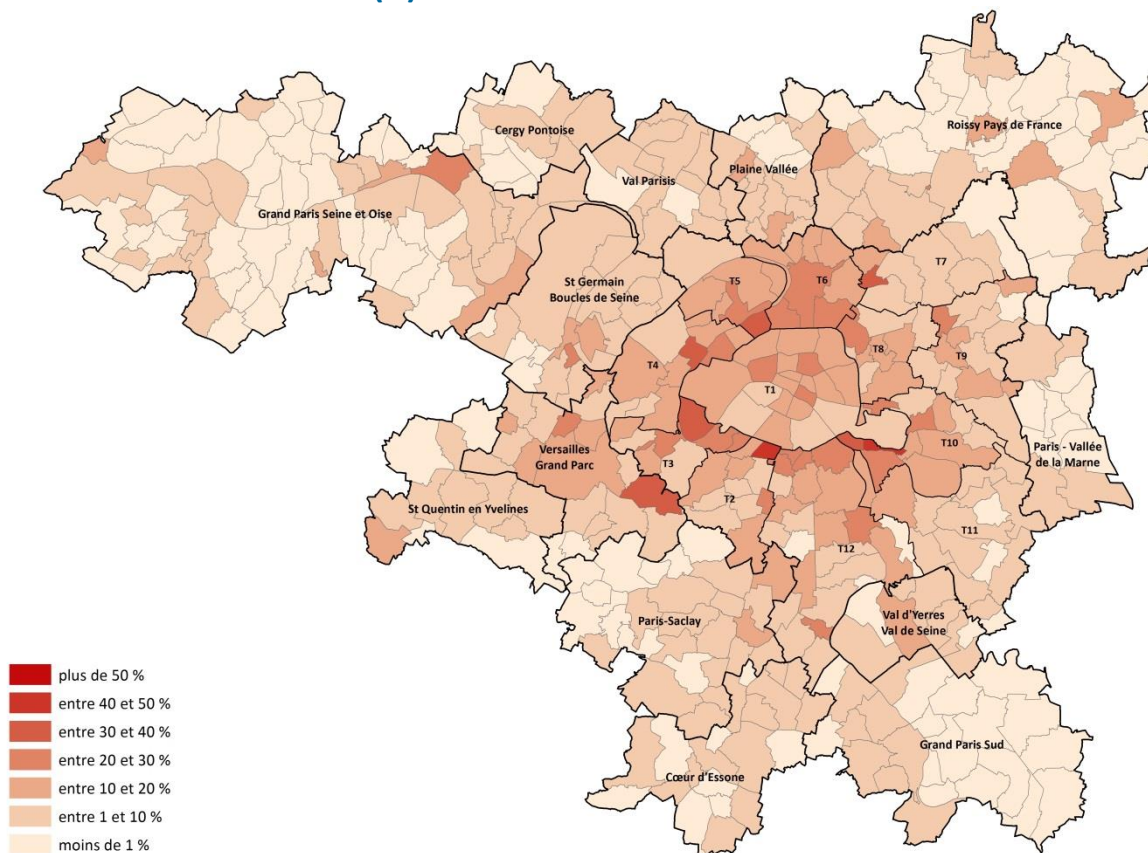 Cergy Pontoise
Roissy Pays de France
Val Parisis
Plaine Vallée
Grand Paris Seine et Oise
T7
St Germain
Boucles de Seine
T5
T6
T8
T9
T4
T1
Versailles
Grand Parc
T3
T10
Paris - Vallée
de la Marne
St Quentin en Yvelines
T2
T11
T12
Paris-Saclay
Val d'Yerres
Val de Seine
Grand Paris Sud
Cœur d'Essone
plus de 50 %
entre 40 et 50 %
entre 30 et 40 %
entre 20 et 30 %
entre 10 et 20 %
entre 1 et 10 %
moins de 1 %